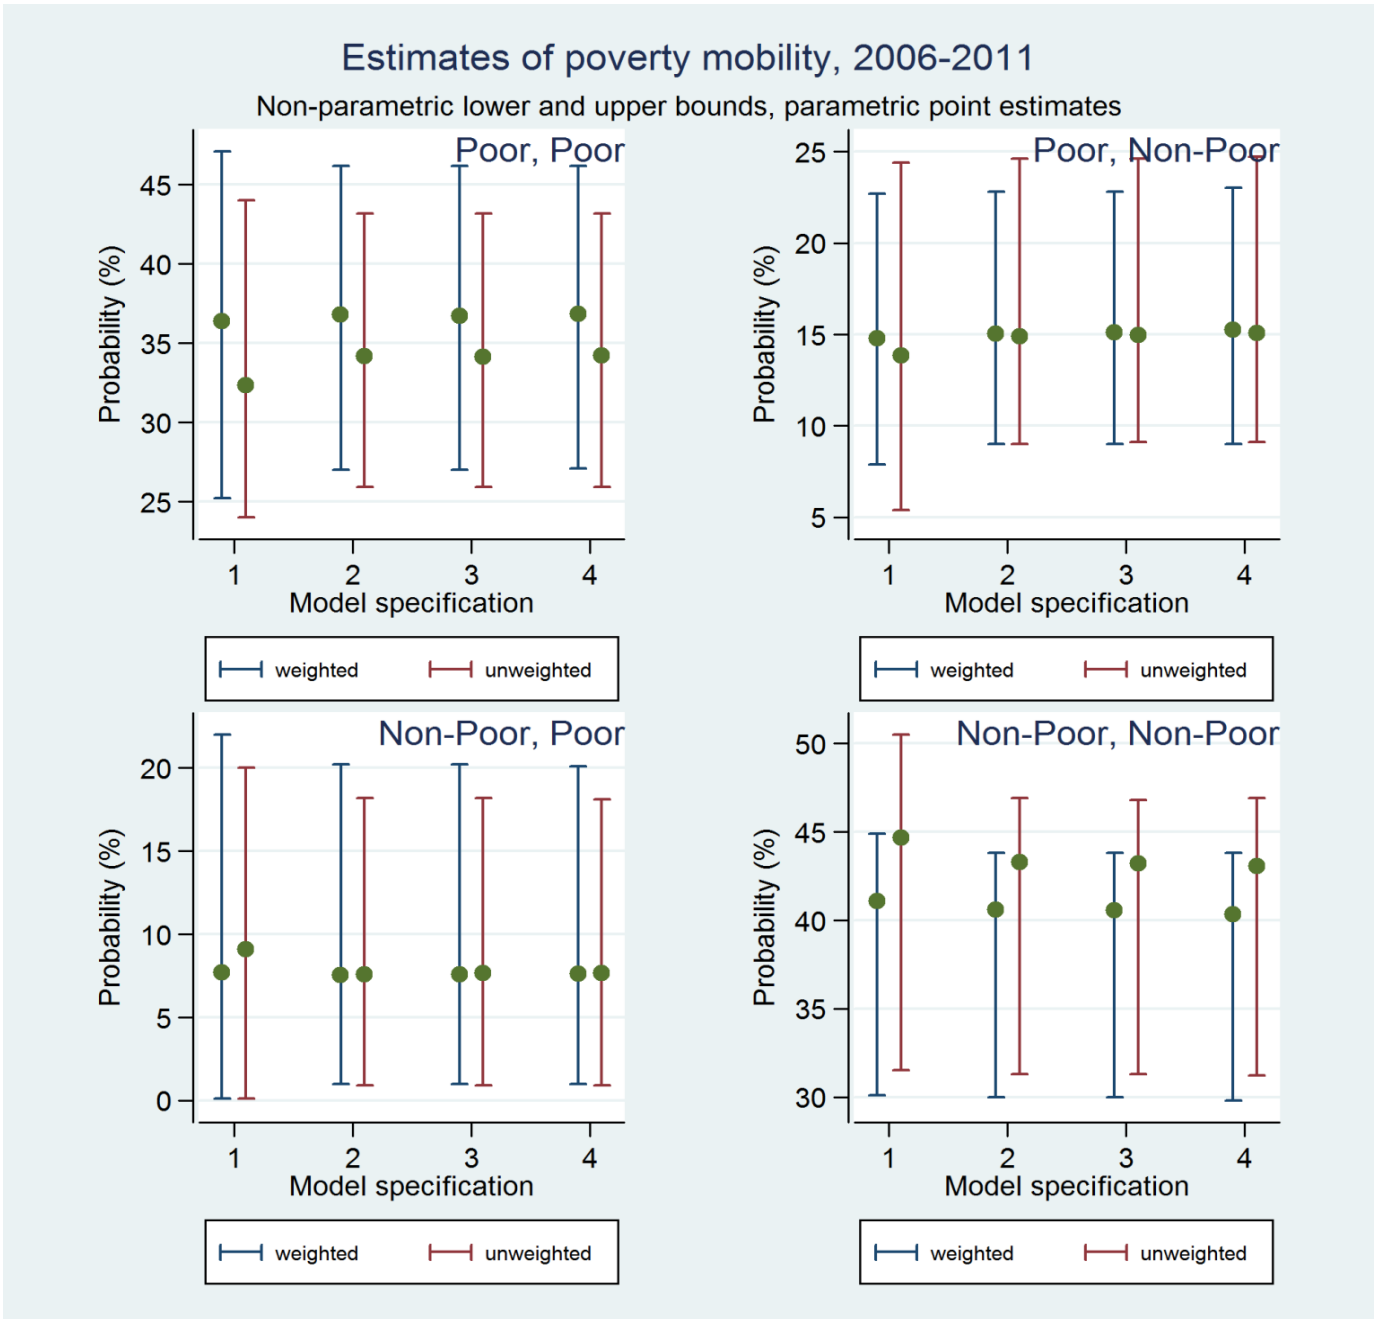 Estimates of poverty mobility, 2006-2011
Non-parametric lower and upper bounds, parametric point estimates
Poor, Poor
Probability (%)
45
40
35
30
25
1 2 3 4
Model specification
weighted unweighted
Poor, Non-Poor
Probability (%)
25
20
15
10
5
1 2 3 4
Model specification
weighted unweighted
Non-Poor, Poor
Probability (%)
20
15
10
5
0
1 2 3 4
Model specification
weighted unweighted
Non-Poor, Non-Poor
Probability (%)
50
45
40
35
30
1 2 3 4
Model specification
weighted unweighted